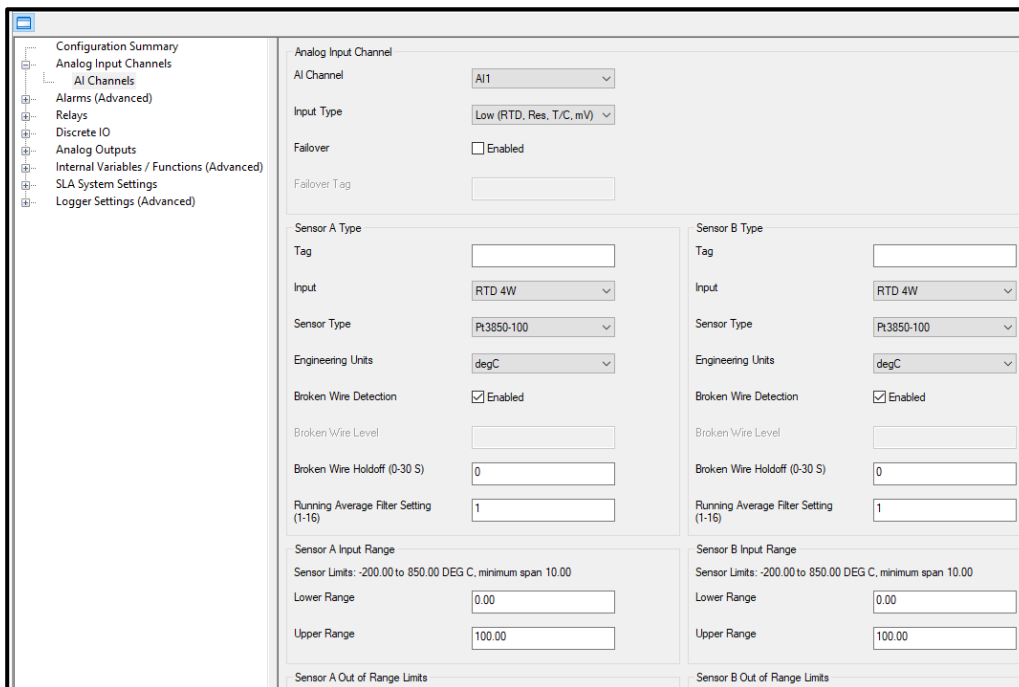 Configuration Summary
Analog Input Channels
AI Channels
Alarms (Advanced)
Relays
Discrete IO
Analog Outputs
Internal Variables / Functions (Advanced)
SLA System Settings
Logger Settings (Advanced)
Analog Input Channel
AI Channel AI1
Input Type Low (RTD, Res, T/C, mV)
Failover Enabled
Failover Tag
Sensor A Type
Tag
Input RTD 4W
Sensor Type Pt3850-100
Engineering Units degC
Broken Wire Detection Enabled
Broken Wire Level
Broken Wire Holdoff (0-30 S) 0
Running Average Filter Setting 1
(1-16)
Sensor A Input Range
Sensor Limits: -200.00 to 850.00 DEG C, minimum span 10.00
Lower Range 0.00
Upper Range 100.00
Sensor A Out of Range Limits
Sensor B Type
Tag
Input RTD 4W
Sensor Type Pt3850-100
Engineering Units degC
Broken Wire Detection Enabled
Broken Wire Level
Broken Wire Holdoff (0-30 S) 0
Running Average Filter Setting 1
(1-16)
Sensor B Input Range
Sensor Limits: -200.00 to 850.00 DEG C, minimum span 10.00
Lower Range 0.00
Upper Range 100.00
Sensor B Out of Range Limits